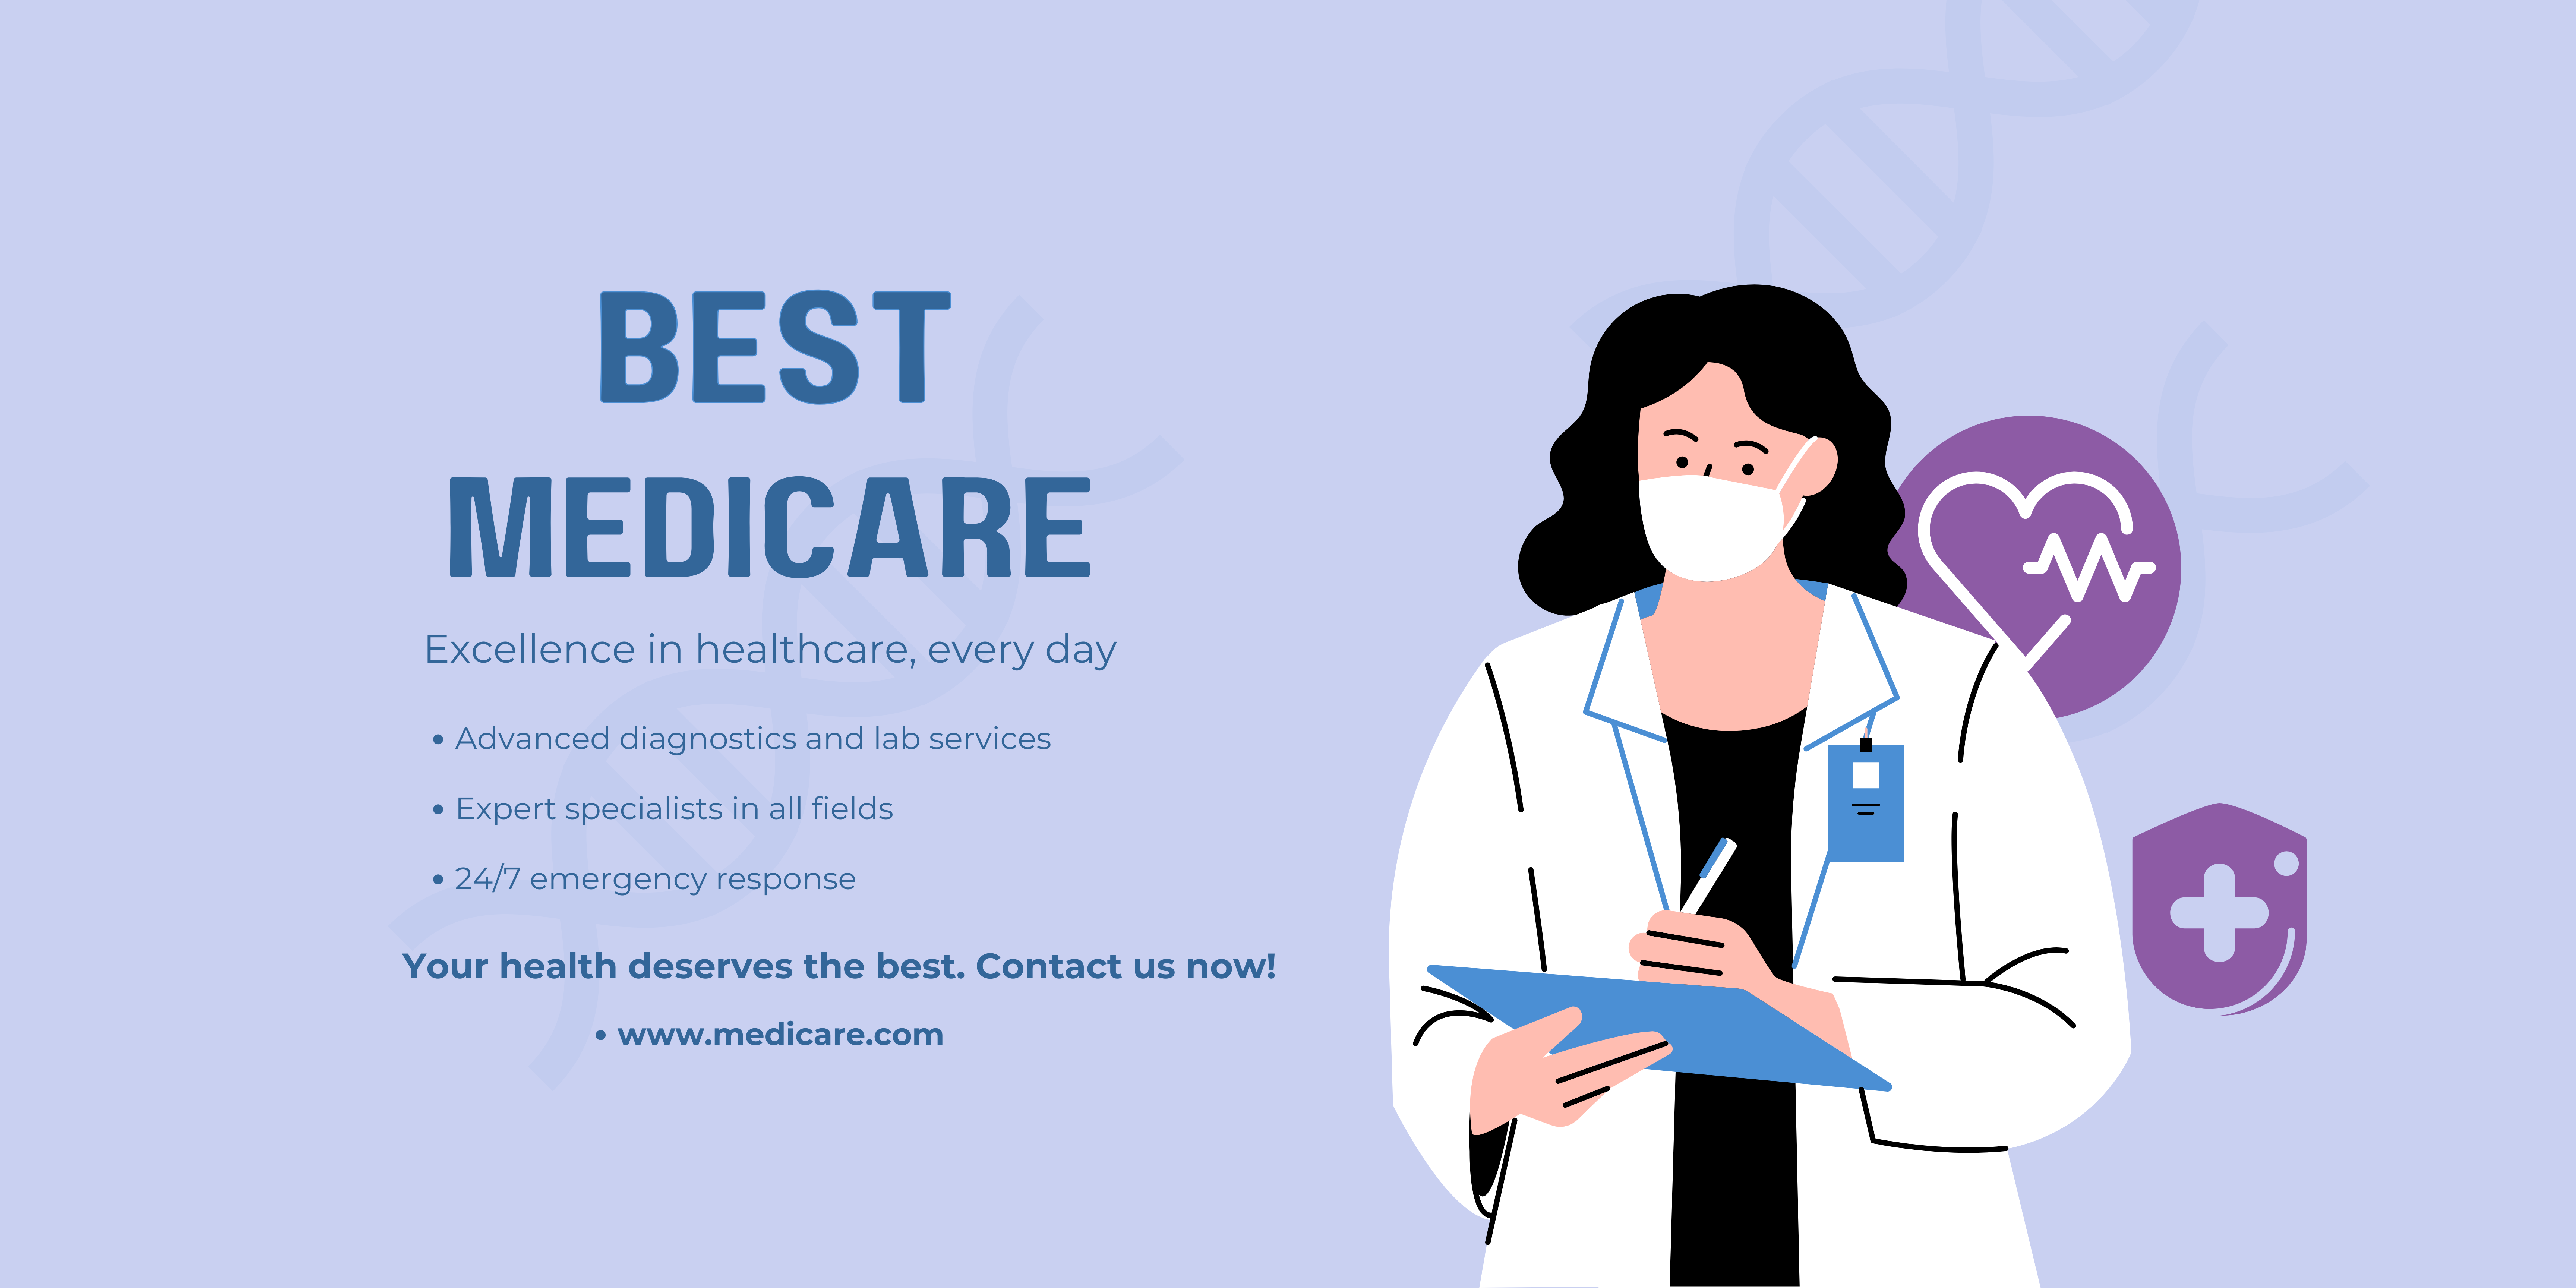 BEST
MEDICARE
Excellence in healthcare, every day
• Advanced diagnostics and lab services
• Expert specialists in all fields
• 24/7 emergency response
Your health deserves the best. Contact us now!
• www.medicare.com